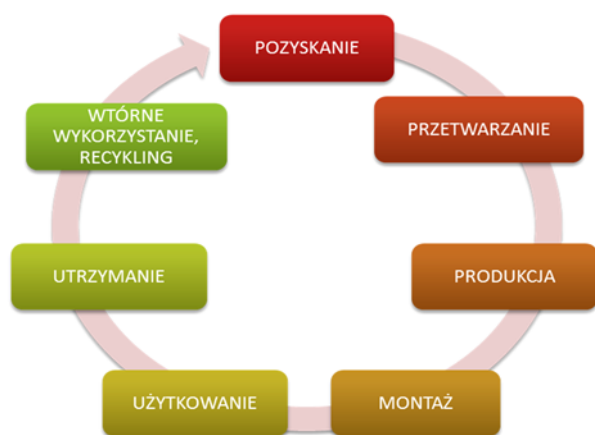 POZYSKANIE
PRZETWARZANIE
PRODUKCJA
MONTAŻ
UŻYTKOWANIE
UTRZYMANIE
WTÓRNE
WYKORZYSTANIE,
RECYKLING